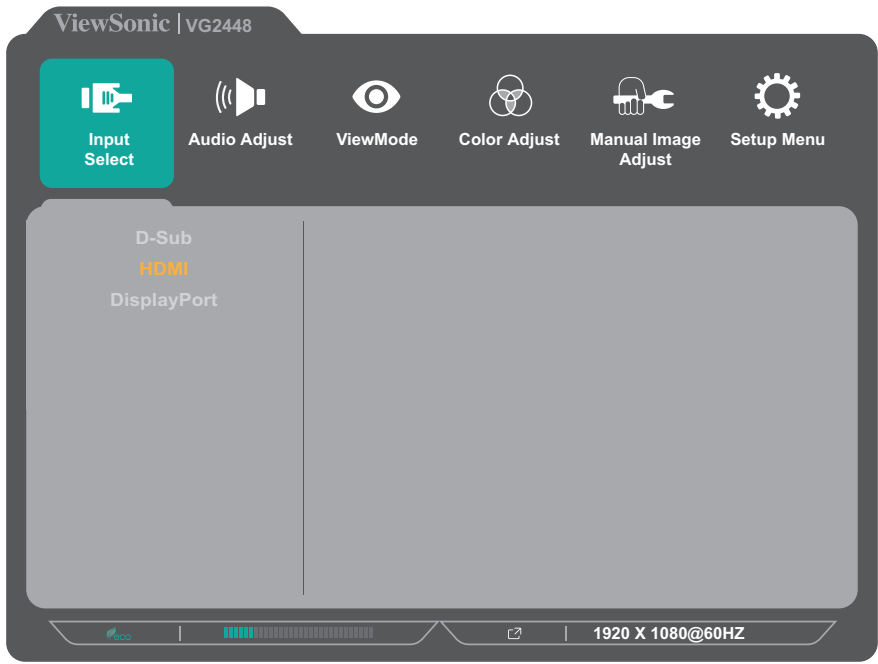 ViewSonic | VG2448
Input
Select
Audio Adjust
ViewMode
Color Adjust
Manual Image
Adjust
Setup Menu
D-Sub
HDMI
DisplayPort
ECO
1920 X 1080@60HZ